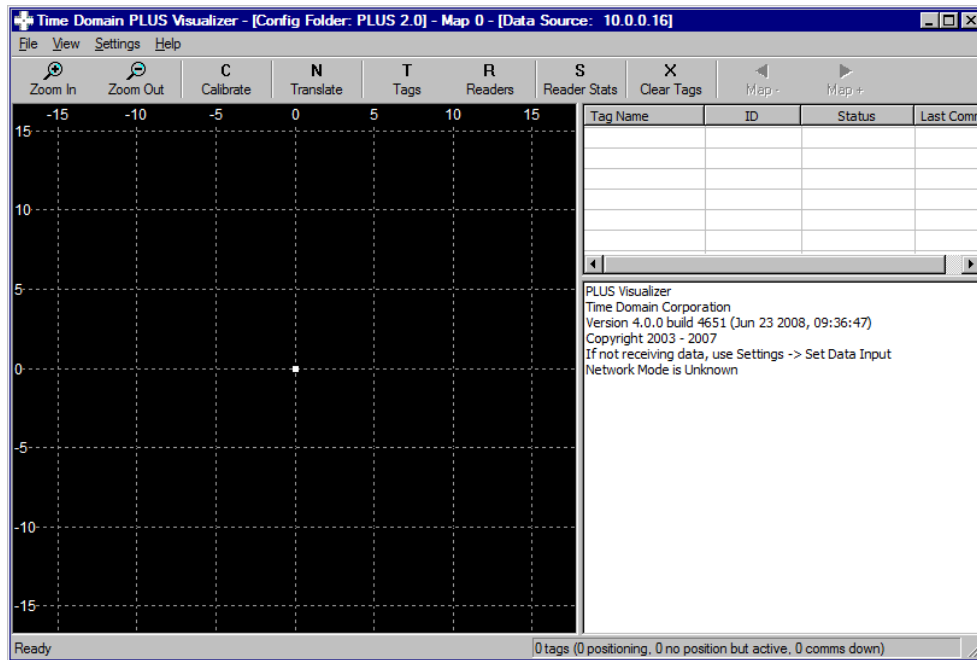 Time Domain PLUS Visualizer - [Config Folder: PLUS 2.0] - Map 0 - [Data Source: 10.0.0.16]
File View Settings Help
C N T R S X
Zoom In Zoom Out Calibrate Translate Tags Readers Reader Stats Clear Tags Map - Map +
-15 -10 -5 0 5 10 15
15
10
5
0
-5
-10
-15
Tag Name ID Status Last Comm
PLUS Visualizer
Time Domain Corporation
Version 4.0.0 build 4651 (Jun 23 2008, 09:36:47)
Copyright 2003 - 2007
If not receiving data, use Settings -> Set Data Input
Network Mode is Unknown
Ready 0 tags (0 positioning, 0 no position but active, 0 comms down)